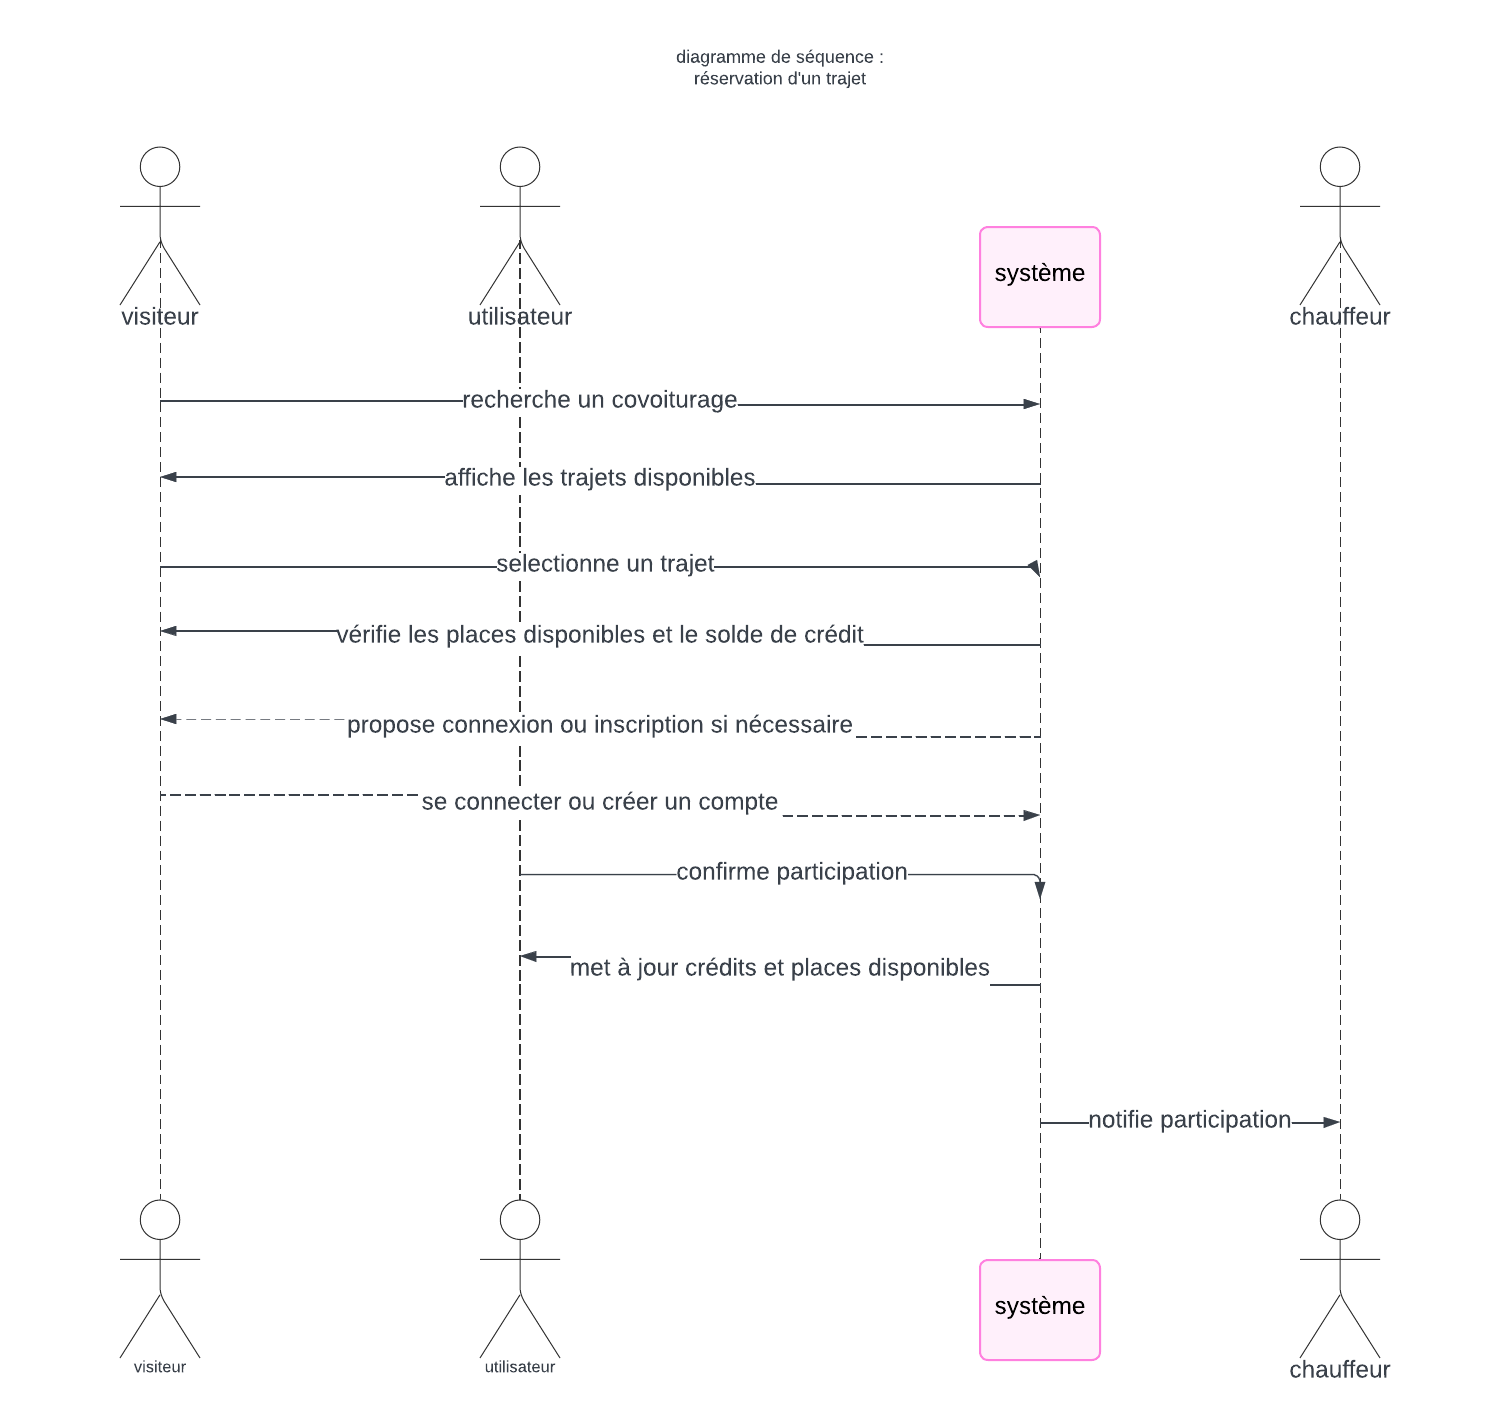 diagramme de séquence :
réservation d'un trajet
visiteur
utilisateur
système
chauffeur
recherche un covoiturage
affiche les trajets disponibles
selectionne un trajet
vérifie les places disponibles et le solde de crédit
propose connexion ou inscription si nécessaire
se connecter ou créer un compte
confirme participation
met à jour crédits et places disponibles
notifie participation
visiteur
utilisateur
système
chauffeur